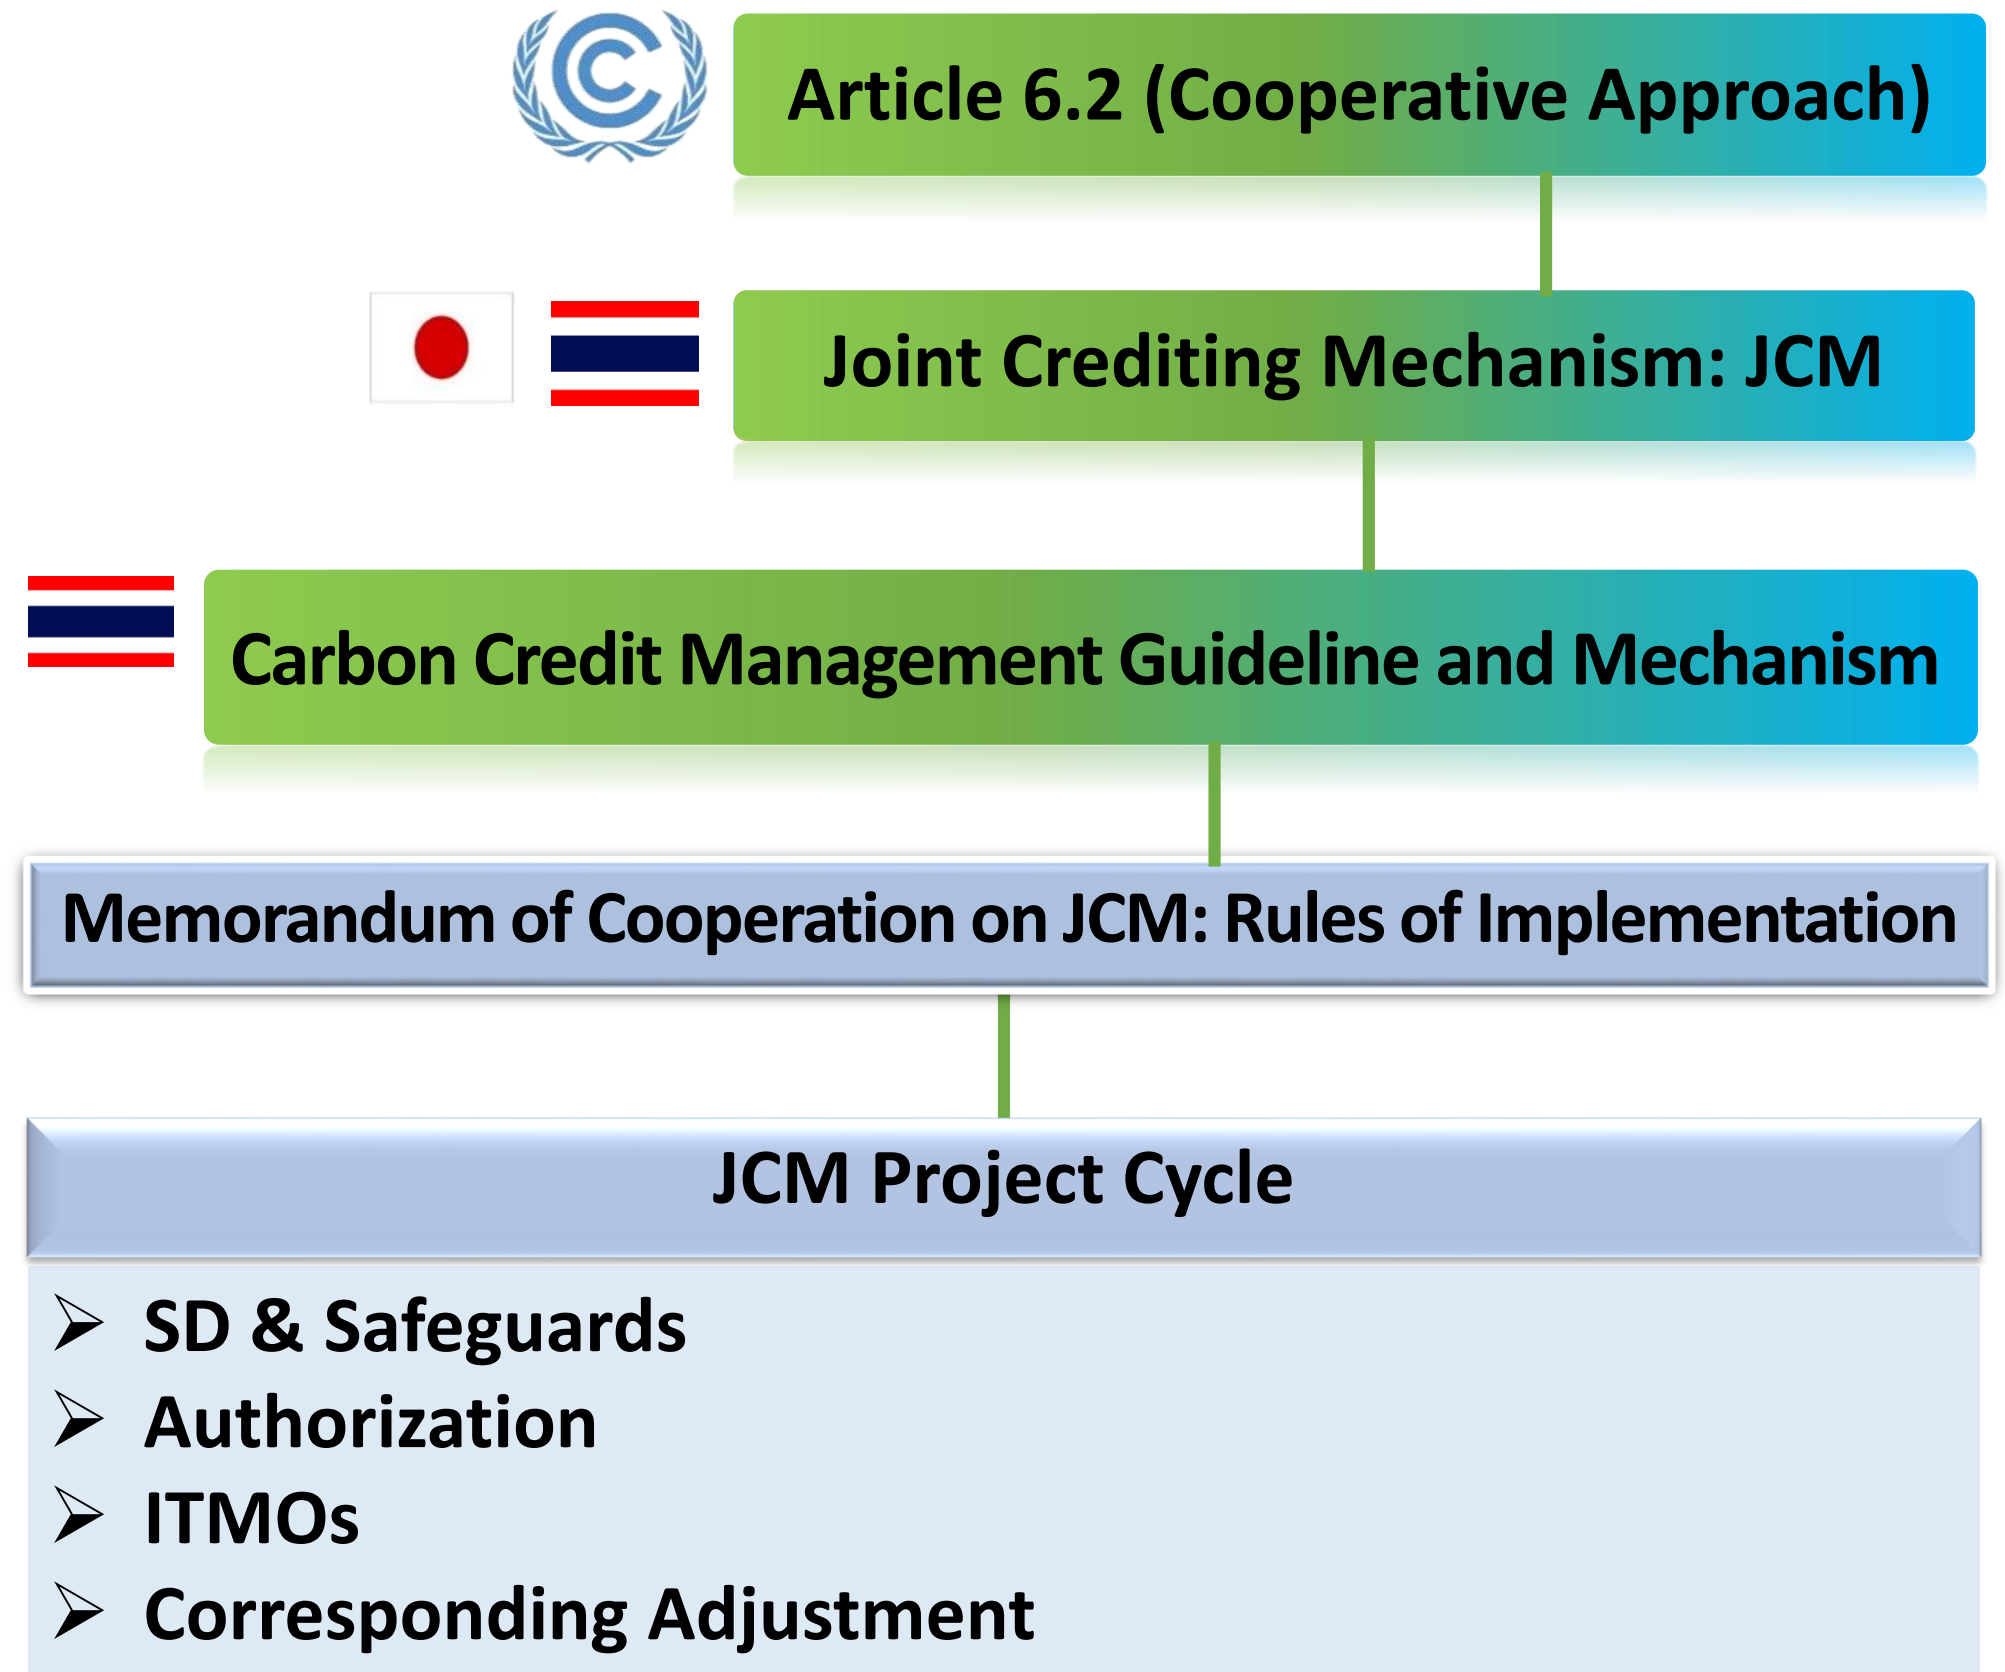 Article 6.2 (Cooperative Approach)
Joint Crediting Mechanism: JCM
Carbon Credit Management Guideline and Mechanism
Memorandum of Cooperation on JCM: Rules of Implementation
JCM Project Cycle
➢ SD & Safeguards
➢ Authorization
➢ ITMOs
➢ Corresponding Adjustment